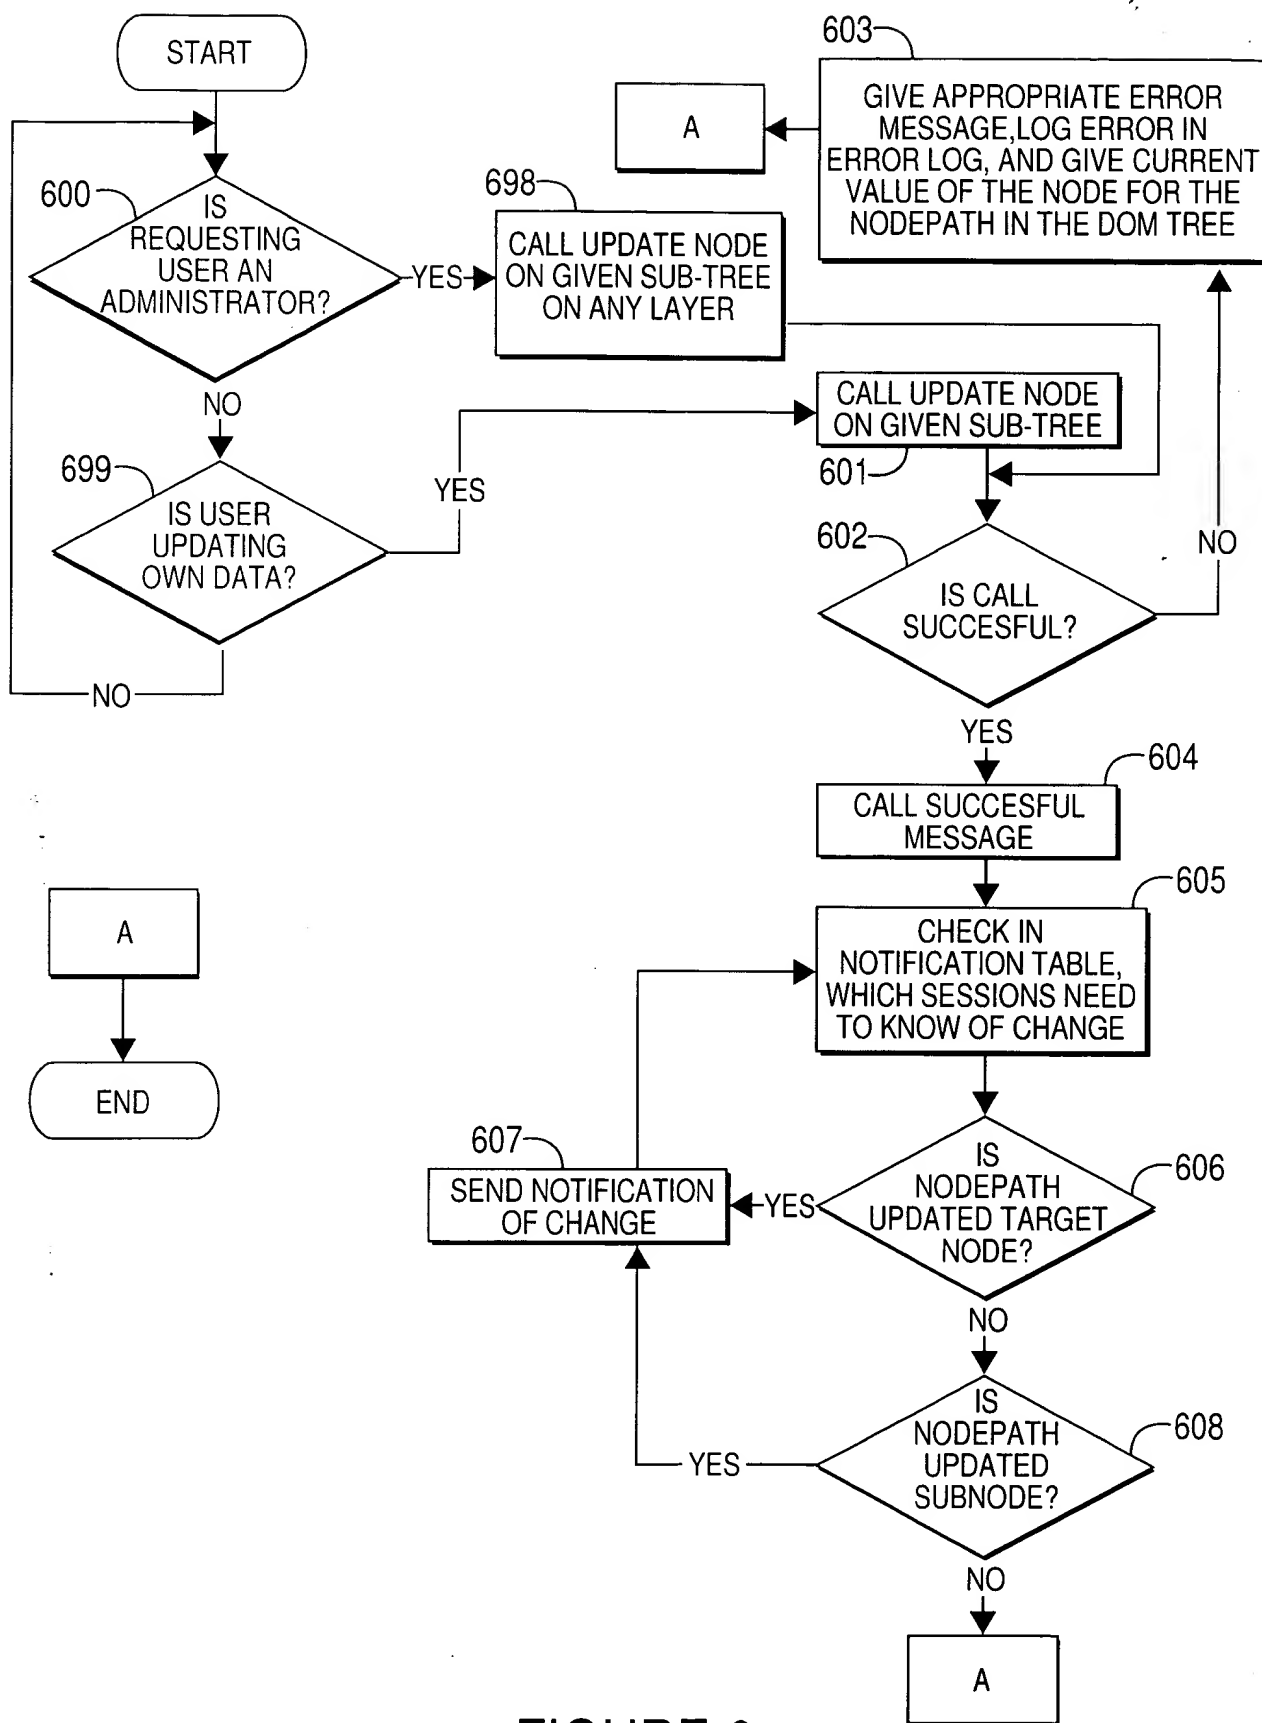 START
600
IS
REQUESTING
USER AN
ADMINISTRATOR?
YES
698
CALL UPDATE NODE
ON GIVEN SUB-TREE
ON ANY LAYER
603
GIVE APPROPRIATE ERROR
MESSAGE,LOG ERROR IN
ERROR LOG, AND GIVE CURRENT
VALUE OF THE NODE FOR THE
NODEPATH IN THE DOM TREE
A
NO
699
IS USER
UPDATING
OWN DATA?
YES
NO
CALL UPDATE NODE
ON GIVEN SUB-TREE
601
602
IS CALL
SUCCESFUL?
NO
YES
604
CALL SUCCESFUL
MESSAGE
605
CHECK IN
NOTIFICATION TABLE,
WHICH SESSIONS NEED
TO KNOW OF CHANGE
A
END
607
SEND NOTIFICATION
OF CHANGE
YES
606
IS
NODEPATH
UPDATED TARGET
NODE?
NO
608
IS
NODEPATH
UPDATED
SUBNODE?
YES
NO
A
FIGURE